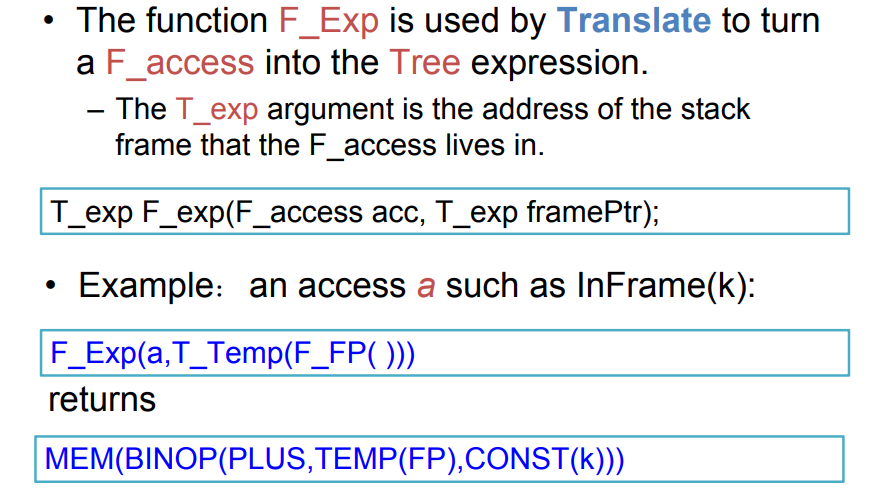 • The function F_Exp is used by Translate to turn
a F_access into the Tree expression.
– The T_exp argument is the address of the stack
frame that the F_access lives in.
T_exp F_exp(F_access acc, T_exp framePtr);
• Example： an access a such as InFrame(k):
F_Exp(a,T_Temp(F_FP( )))
returns
MEM(BINOP(PLUS,TEMP(FP),CONST(k)))